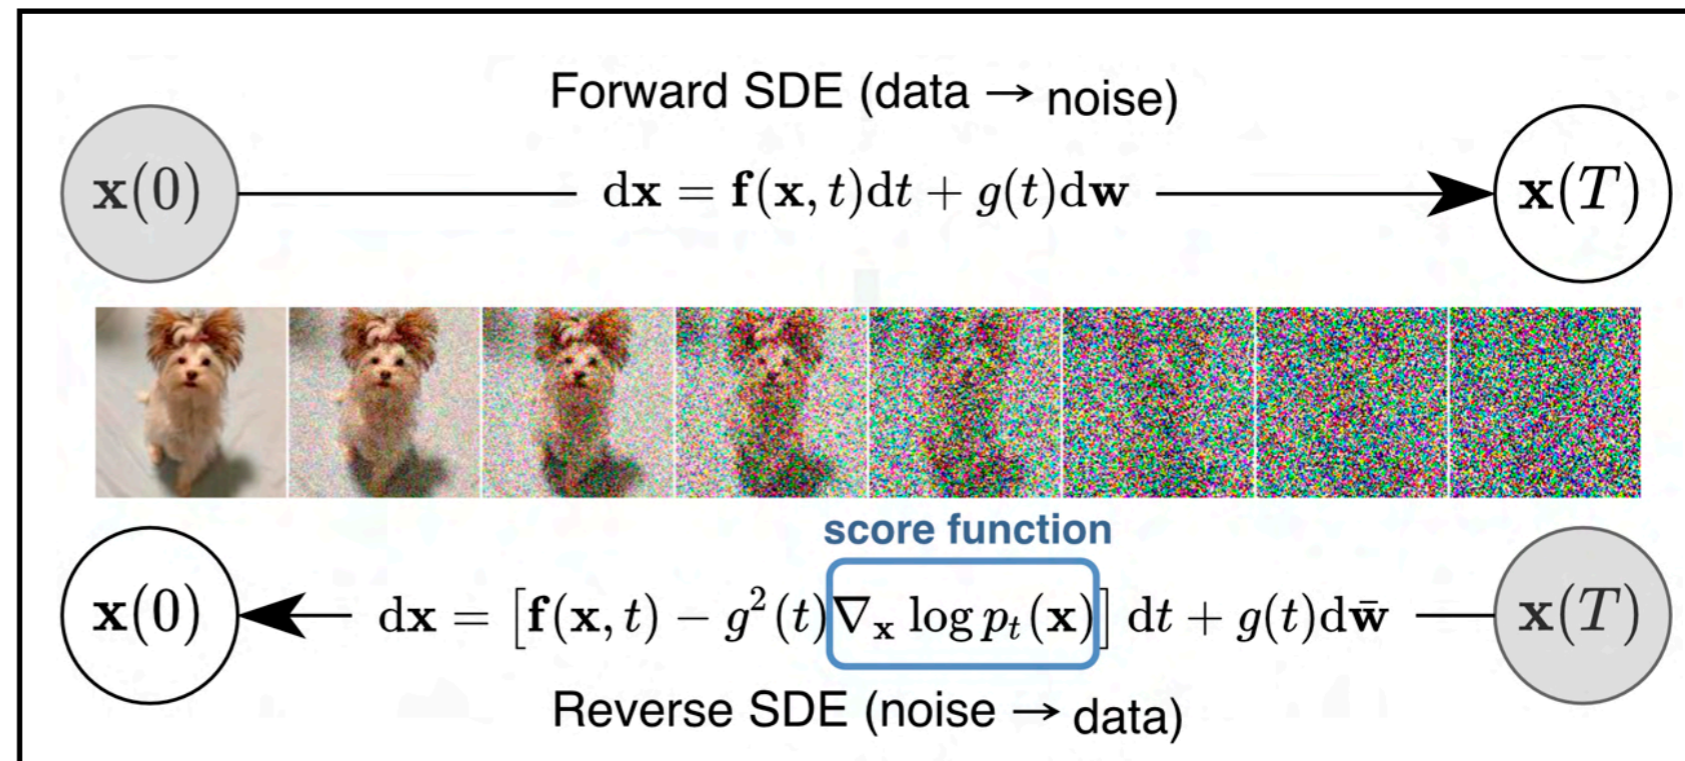 Forward SDE (data → noise)
x(0) dx = f(x, t)dt + g(t)dw x(T)
score function
x(0) dx = [f(x, t) − g²(t)∇ₓ log pₜ(x)] dt + g(t)dw̄ x(T)
Reverse SDE (noise → data)